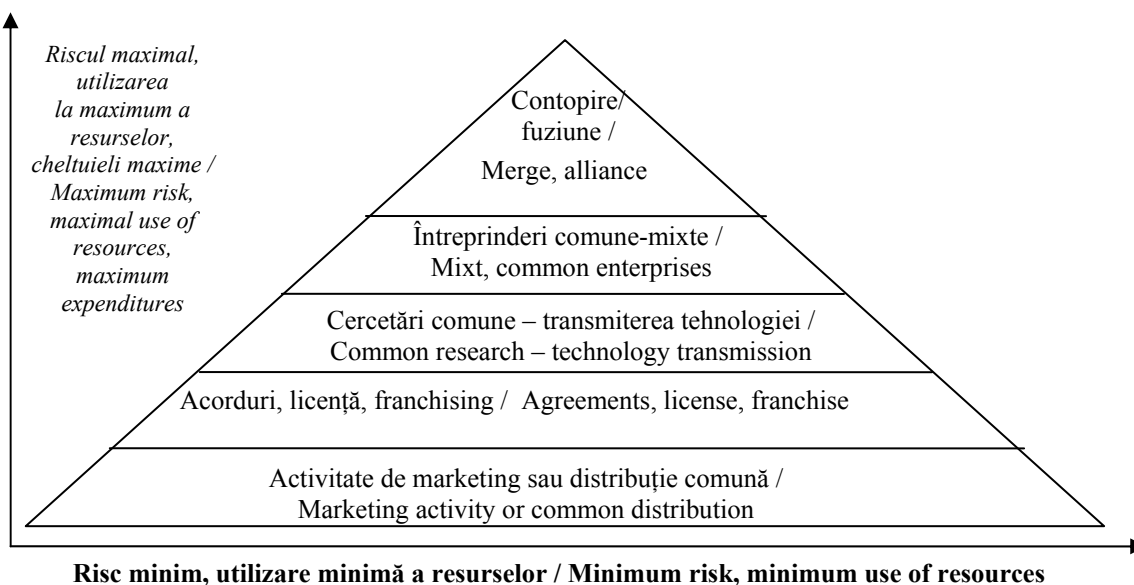 Riscul maximal,
utilizarea
la maximum a
resurselor,
cheltuieli maxime /
Maximum risk,
maximal use of
resources,
maximum
expenditures
Contopire/
fuziune /
Merge, alliance
Întreprinderi comune-mixte /
Mixt, common enterprises
Cercetări comune – transmiterea tehnologiei /
Common research – technology transmission
Acorduri, licență, franchising / Agreements, license, franchise
Activitate de marketing sau distribuție comună /
Marketing activity or common distribution
Risc minim, utilizare minimă a resurselor / Minimum risk, minimum use of resources